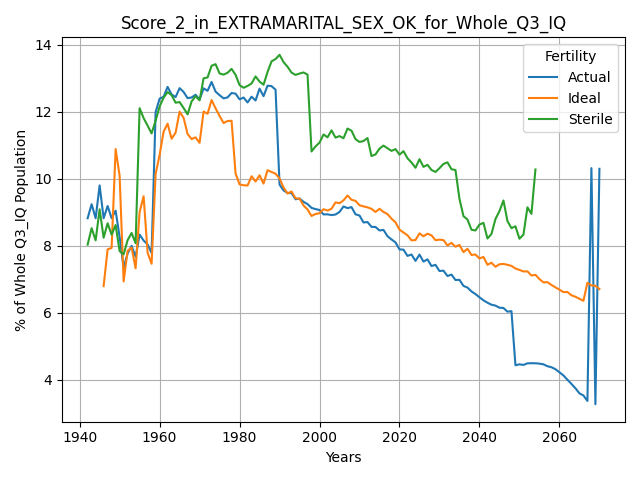 Score_2_in_EXTRAMARITAL_SEX_OK_for_Whole_Q3_IQ
14
12
10
8
6
4
% of Whole Q3_IQ Population
Fertility
Actual
Ideal
Sterile
1940
1960
1980
2000
2020
2040
2060
Years